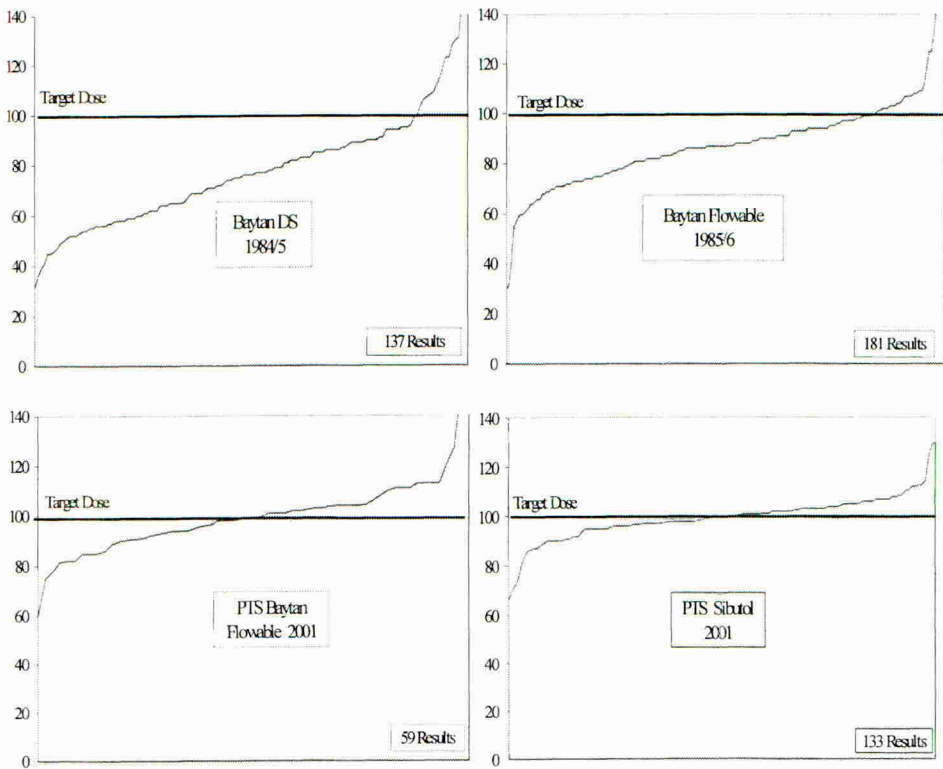 140
120
Target Dose
100
80
60
40
20
0
Baytan DS
1984/5
137 Results
140
120
Target Dose
100
80
60
40
20
0
Baytan Flowable
1985/6
181 Results
140
120
Target Dose
100
80
60
40
20
0
PTS Baytan
Flowable 2001
59 Results
140
120
Target Dose
100
80
60
40
20
0
PTS Sibutol
2001
133 Results